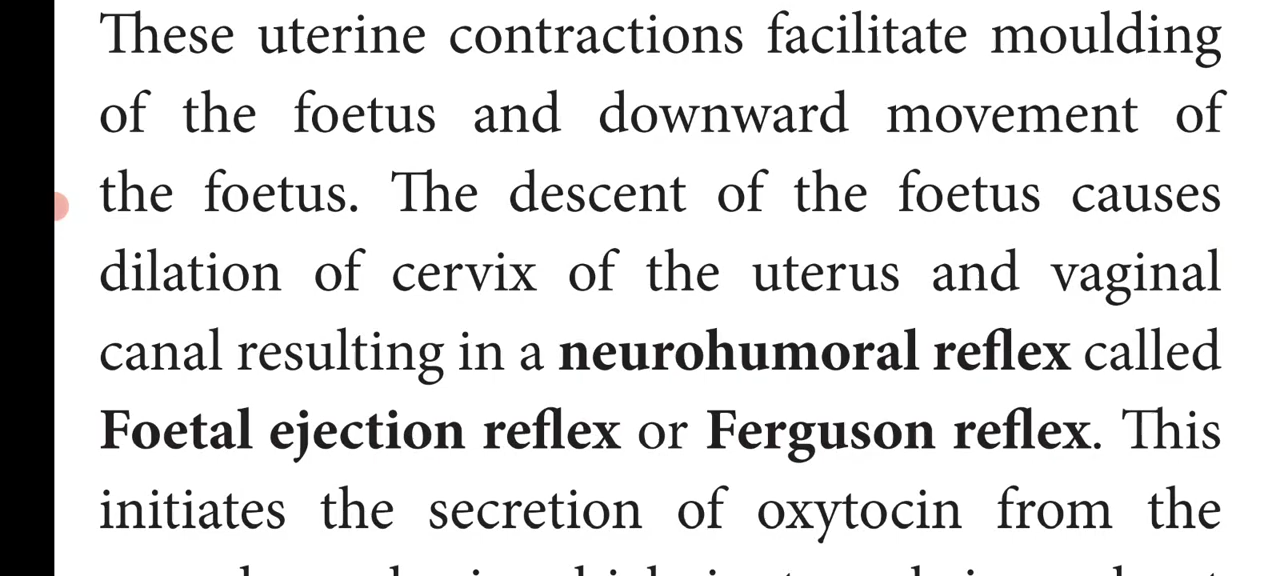 These uterine contractions facilitate moulding
of the foetus and downward movement of
the foetus. The descent of the foetus causes
dilation of cervix of the uterus and vaginal
canal resulting in a neurohumoral reflex called
Foetal ejection reflex or Ferguson reflex. This
initiates the secretion of oxytocin from the